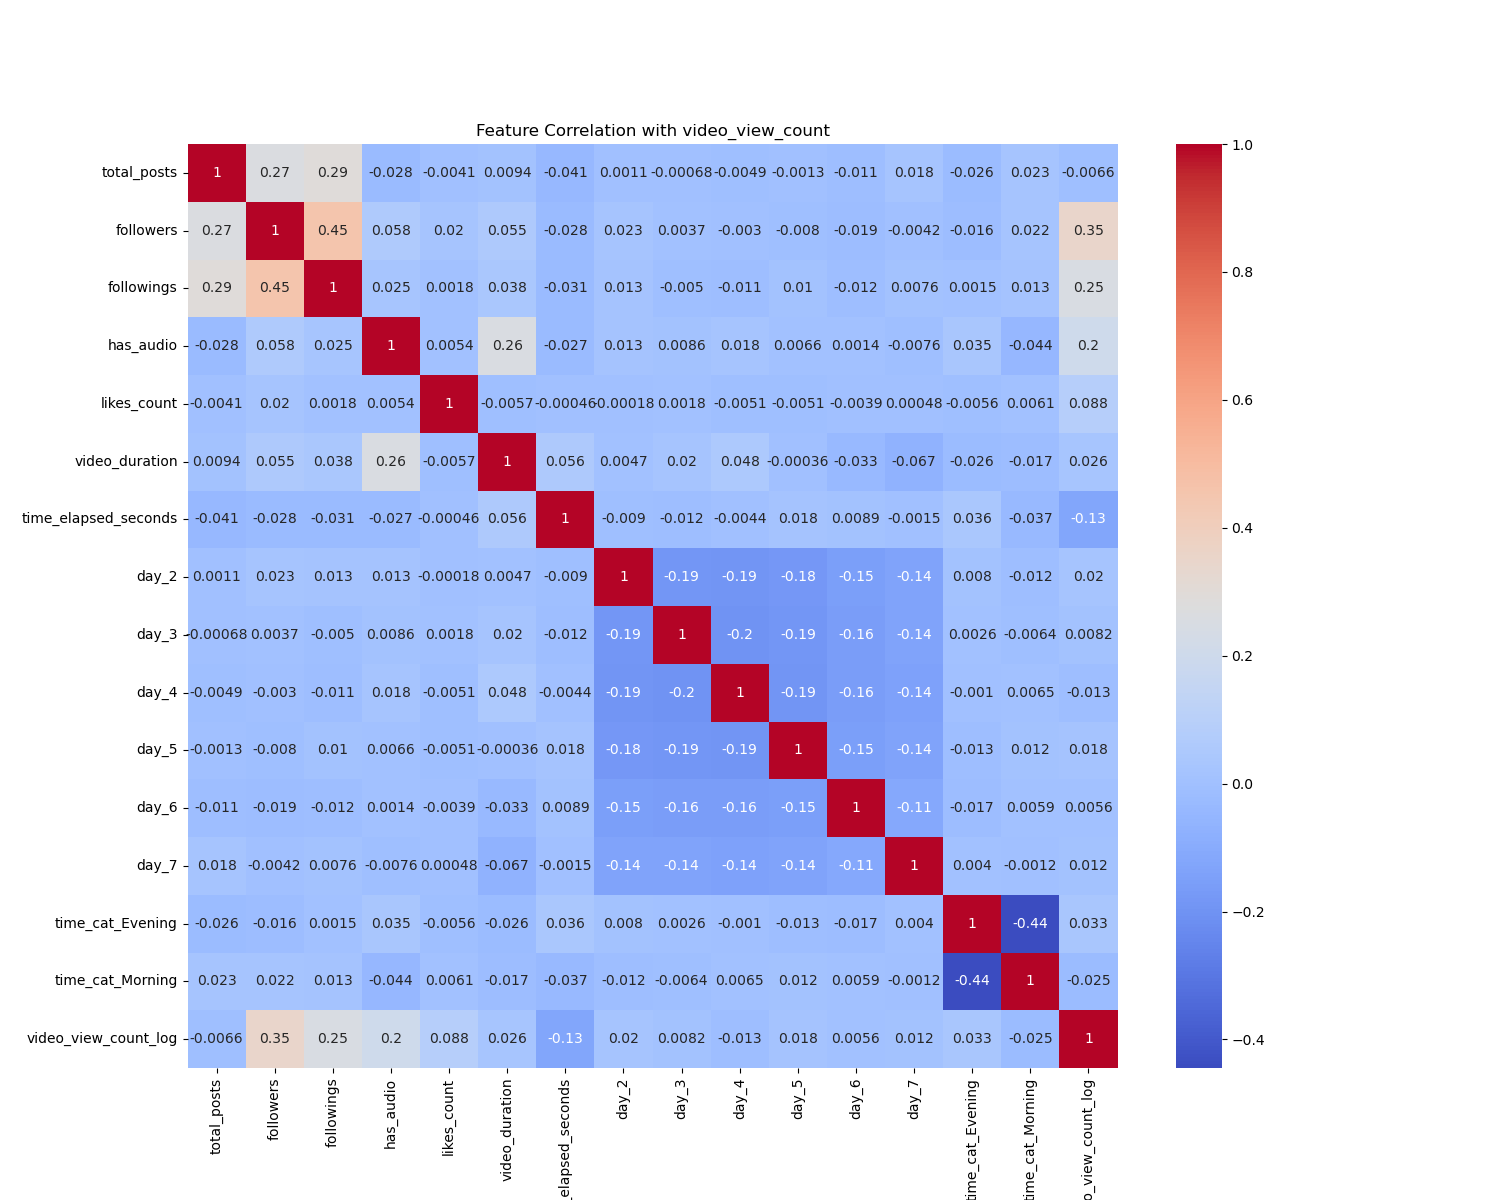 Feature Correlation with video_view_count
total_posts 1 0.27 0.29 -0.028 -0.0041 0.0094 -0.041 0.0011 -0.00068 -0.0049 -0.0013 -0.011 0.018 -0.026 0.023 -0.0066
followers 0.27 1 0.45 0.058 0.02 0.055 -0.028 0.023 0.0037 -0.003 -0.008 -0.019 -0.0042 -0.016 0.022 0.35
followings 0.29 0.45 1 0.025 0.0018 0.038 -0.031 0.013 -0.005 -0.011 0.01 -0.012 0.0076 0.0015 0.013 0.25
has_audio -0.028 0.058 0.025 1 0.0054 0.26 -0.027 0.013 0.0086 0.018 0.0066 0.0014 -0.0076 0.035 -0.044 0.2
likes_count -0.0041 0.02 0.0018 0.0054 1 -0.0057 -0.00046 -0.00018 0.0018 -0.0051 -0.0051 -0.0039 0.00048 -0.0056 0.0061 0.088
video_duration 0.0094 0.055 0.038 0.26 -0.0057 1 0.056 0.0047 0.02 0.048 -0.00036 -0.033 -0.067 -0.026 -0.017 0.026
time_elapsed_seconds -0.041 -0.028 -0.031 -0.027 -0.00046 0.056 1 -0.009 -0.012 -0.0044 0.018 0.0089 -0.0015 0.036 -0.037 -0.13
day_2 0.0011 0.023 0.013 0.013 -0.00018 0.0047 -0.009 1 -0.19 -0.19 -0.18 -0.15 -0.14 0.008 -0.012 0.02
day_3 -0.00068 0.0037 -0.005 0.0086 0.0018 0.02 -0.012 -0.19 1 -0.2 -0.19 -0.16 -0.14 0.0026 -0.0064 0.0082
day_4 -0.0049 -0.003 -0.011 0.018 -0.0051 0.048 -0.0044 -0.19 -0.2 1 -0.19 -0.16 -0.14 -0.001 0.0065 -0.013
day_5 -0.0013 -0.008 0.01 0.0066 -0.0051 -0.00036 0.018 -0.18 -0.19 -0.19 1 -0.15 -0.14 -0.013 0.012 0.018
day_6 -0.011 -0.019 -0.012 0.0014 -0.0039 -0.033 0.0089 -0.15 -0.16 -0.16 -0.15 1 -0.11 -0.017 0.0059 0.0056
day_7 0.018 -0.0042 0.0076 -0.0076 0.00048 -0.067 -0.0015 -0.14 -0.14 -0.14 -0.14 -0.11 1 0.004 -0.0012 0.012
time_cat_Evening -0.026 -0.016 0.0015 0.035 -0.0056 -0.026 0.036 0.008 0.0026 -0.001 -0.013 -0.017 0.004 1 -0.44 0.033
time_cat_Morning 0.023 0.022 0.013 -0.044 0.0061 -0.017 -0.037 -0.012 -0.0064 0.0065 0.012 0.0059 -0.0012 -0.44 1 -0.025
video_view_count_log -0.0066 0.35 0.25 0.2 0.088 0.026 -0.13 0.02 0.0082 -0.013 0.018 0.0056 0.012 0.033 -0.025 1
total_posts
followers
followings
has_audio
likes_count
video_duration
_elapsed_seconds
day_2
day_3
day_4
day_5
day_6
day_7
time_cat_Evening
time_cat_Morning
o_view_count_log
1.0
0.8
0.6
0.4
0.2
0.0
−0.2
−0.4